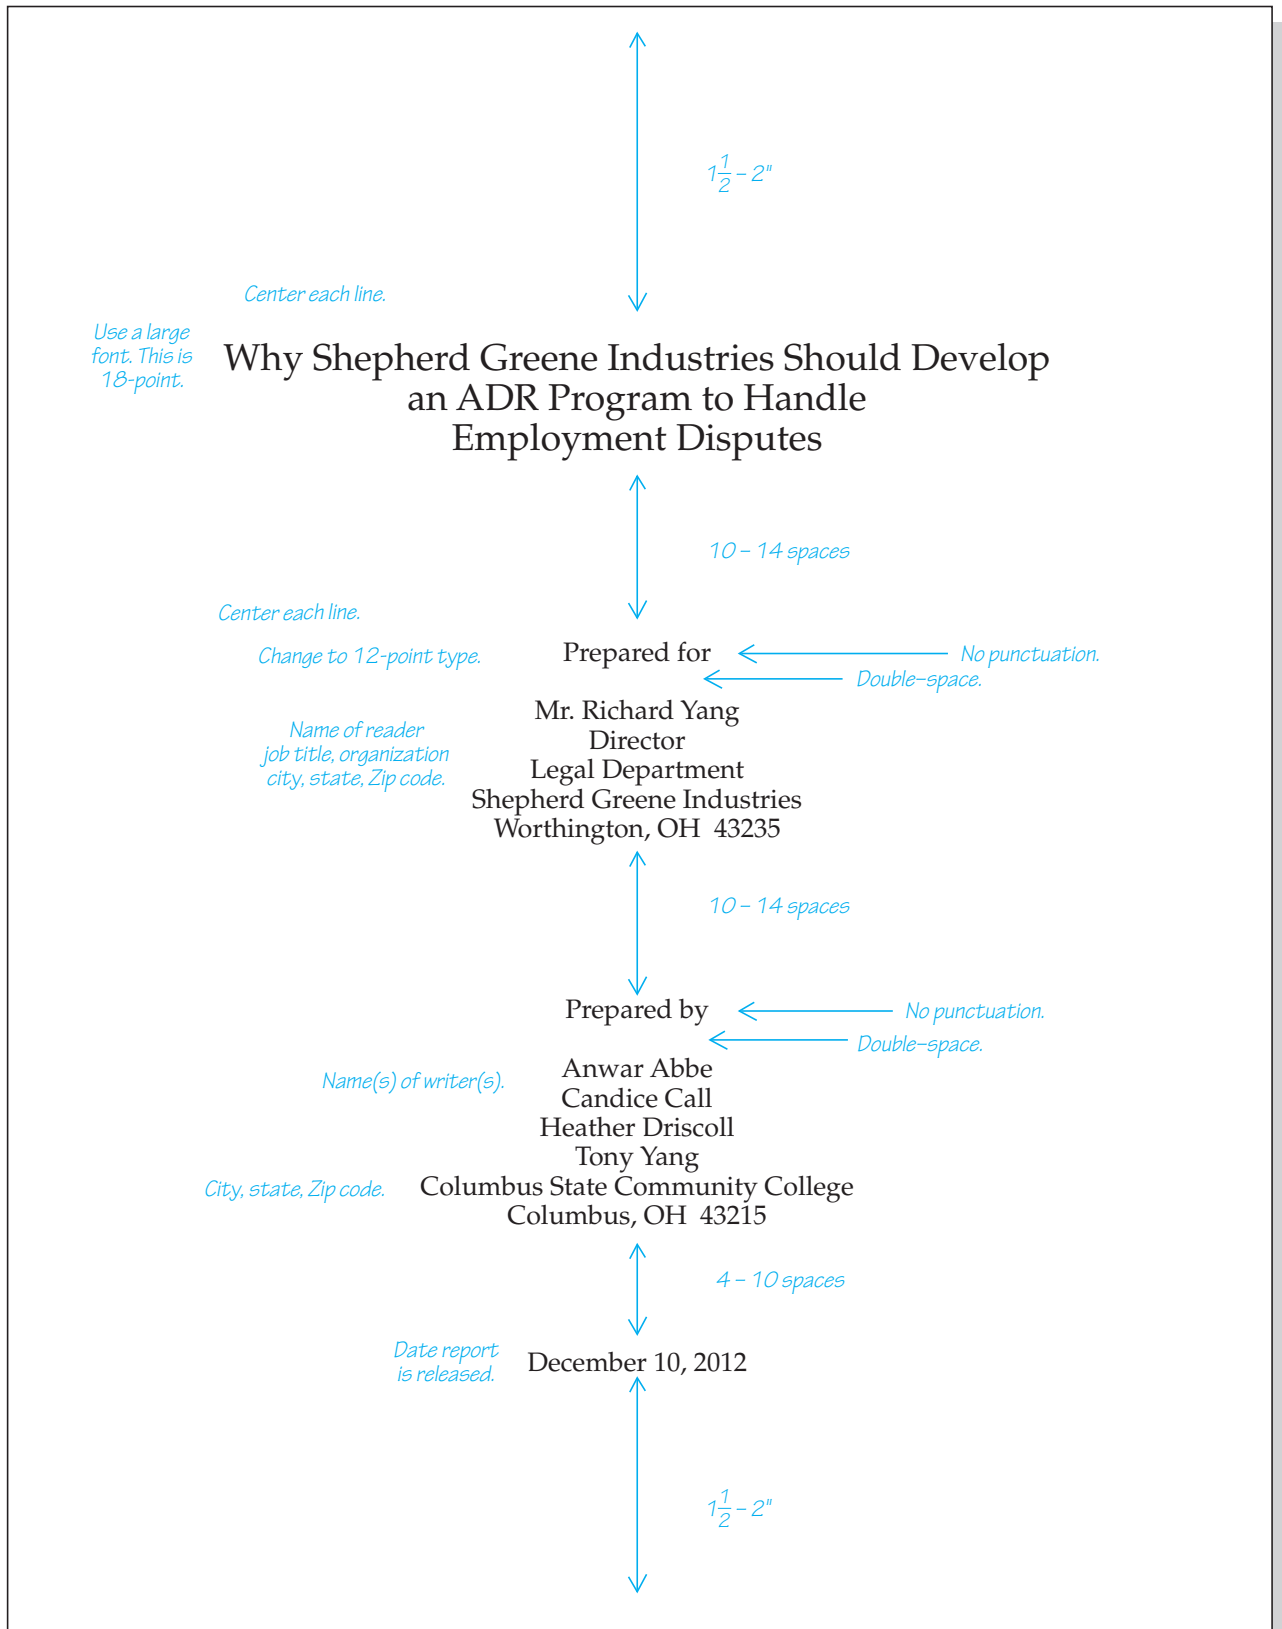 1 1/2 – 2"
Center each line.
Use a large
font. This is
18-point.
Why Shepherd Greene Industries Should Develop
an ADR Program to Handle
Employment Disputes
10 – 14 spaces
Center each line.
Change to 12-point type.
Prepared for
No punctuation.
Double–space.
Name of reader
job title, organization
city, state, Zip code.
Mr. Richard Yang
Director
Legal Department
Shepherd Greene Industries
Worthington, OH  43235
10 – 14 spaces
Prepared by
No punctuation.
Double–space.
Name(s) of writer(s).
Anwar Abbe
Candice Call
Heather Driscoll
Tony Yang
City, state, Zip code.
Columbus State Community College
Columbus, OH  43215
4 – 10 spaces
Date report
is released.
December 10, 2012
1 1/2 – 2"